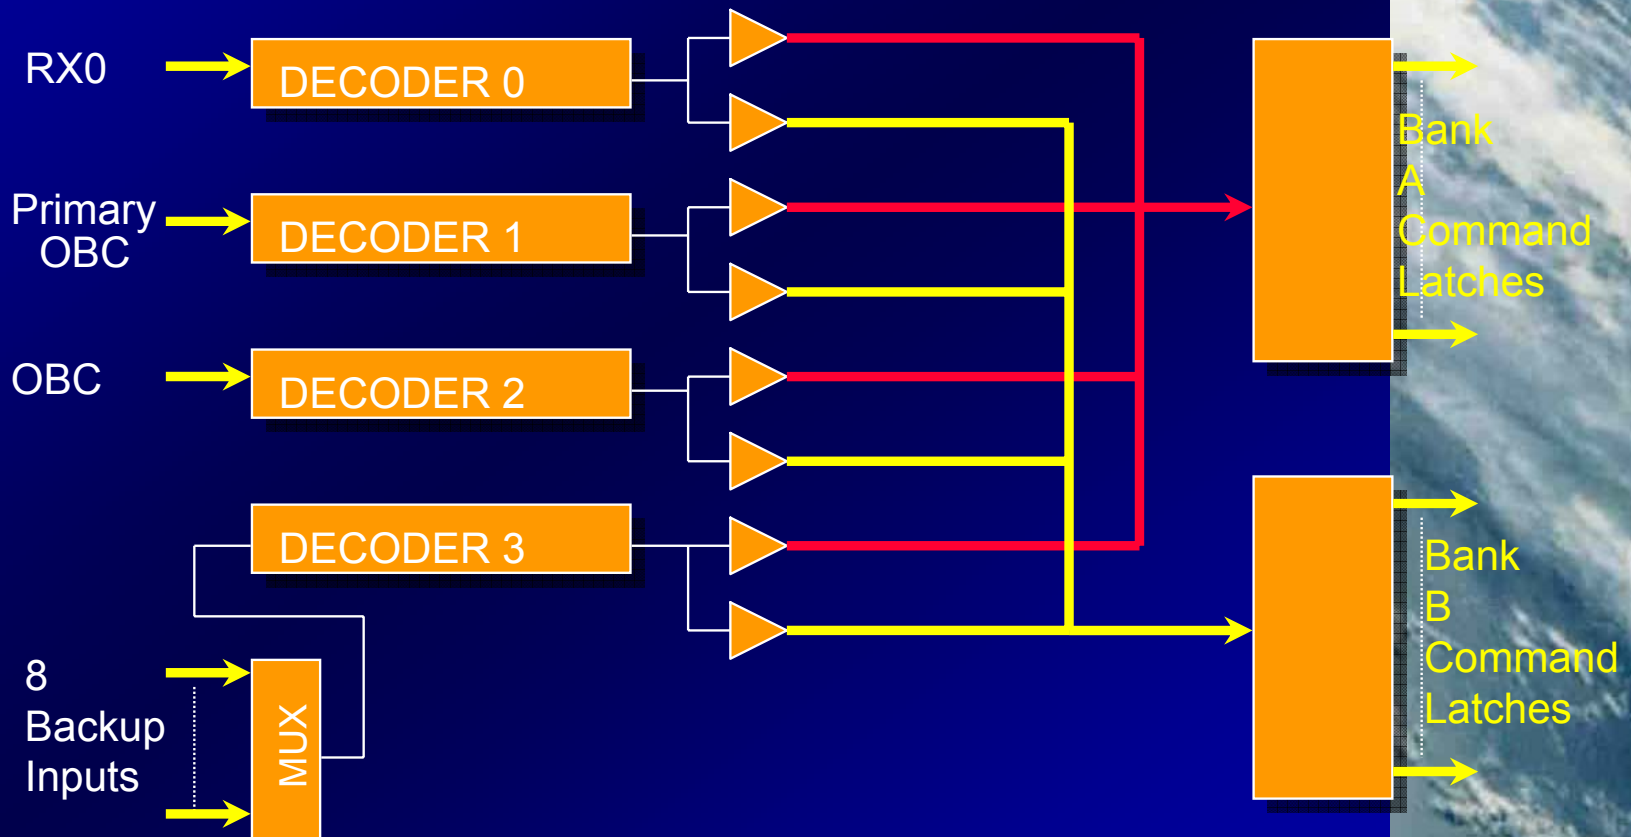 RX0
DECODER 0
Primary
OBC
DECODER 1
OBC
DECODER 2
DECODER 3
8
Backup
Inputs
MUX
Bank
A
Command
Latches
Bank
B
Command
Latches